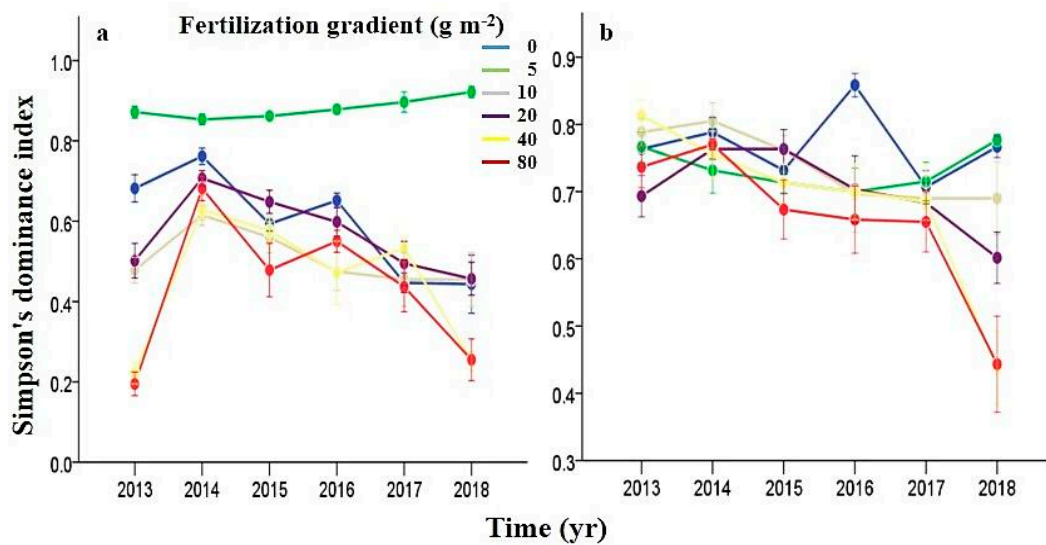 Fertilization gradient (g m⁻²)
a
0
5
10
20
40
80
1.0
0.8
0.6
0.4
0.2
0.0
2013 2014 2015 2016 2017 2018
b
0.9
0.8
0.7
0.6
0.5
0.4
0.3
2013 2014 2015 2016 2017 2018
Simpson's dominance index
Time (yr)